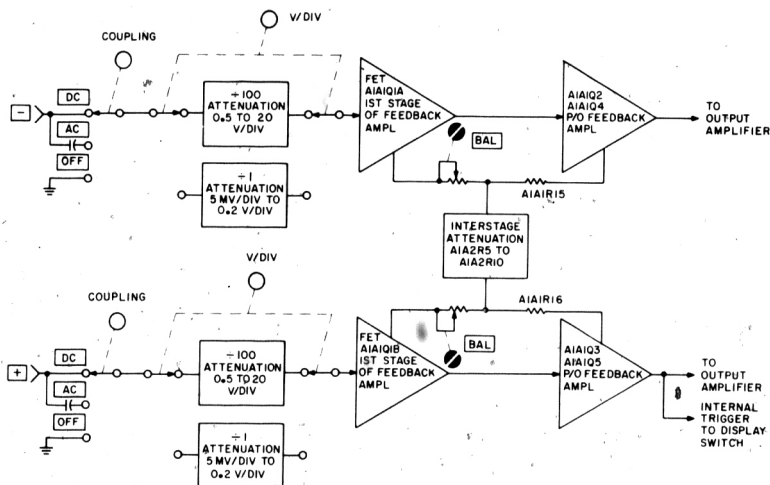 V/DIV
COUPLING
DC
AC
OFF
−
÷100
ATTENUATION
0.5 TO 20
V/DIV
÷1
ATTENUATION
5 MV/DIV TO
0.2 V/DIV
FET
A1A1Q1A
1ST STAGE
OF FEEDBACK
AMPL
BAL
A1A1Q2
A1A1Q4
P/O FEEDBACK
AMPL
TO
OUTPUT
AMPLIFIER
A1A1R15
INTERSTAGE
ATTENUATION
A1A2R5 TO
A1A2R10
V/DIV
COUPLING
DC
AC
OFF
+
÷100
ATTENUATION
0.5 TO 20
V/DIV
÷1
ATTENUATION
5 MV/DIV TO
0.2 V/DIV
A1A1R16
FET
A1A1Q1B
1ST STAGE
OF FEEDBACK
AMPL
BAL
A1A1Q3
A1A1Q5
P/O FEEDBACK
AMPL
TO
OUTPUT
AMPLIFIER
INTERNAL
TRIGGER
TO DISPLAY
SWITCH